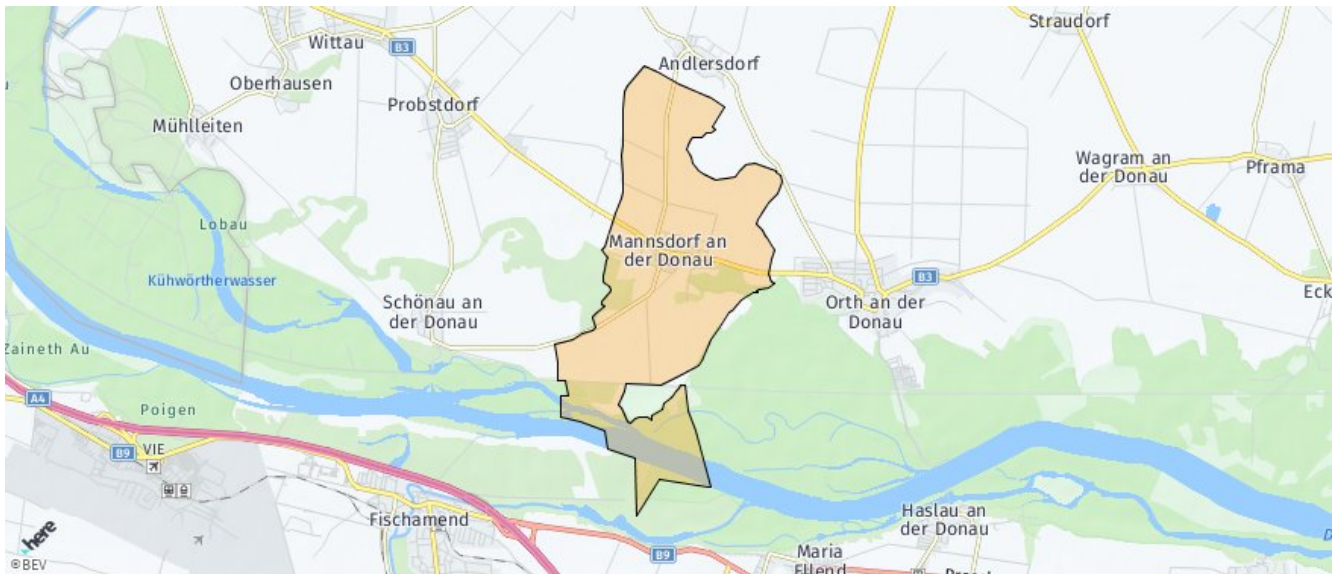 Straudorf
Wittau
B3
Andlersdorf
Oberhausen
Probstdorf
Mühlleiten
Wagram an
der Donau
Pframa
Lobau
Mannsdorf an
der Donau
Kühwörtherwasser
B3
Schönau an
der Donau
Orth an der
Donau
Eck
Zaineth Au
A4
Poigen
B9
VIE
Fischamend
Haslau an
der Donau
B9
Maria
Ellend
here
©BEV